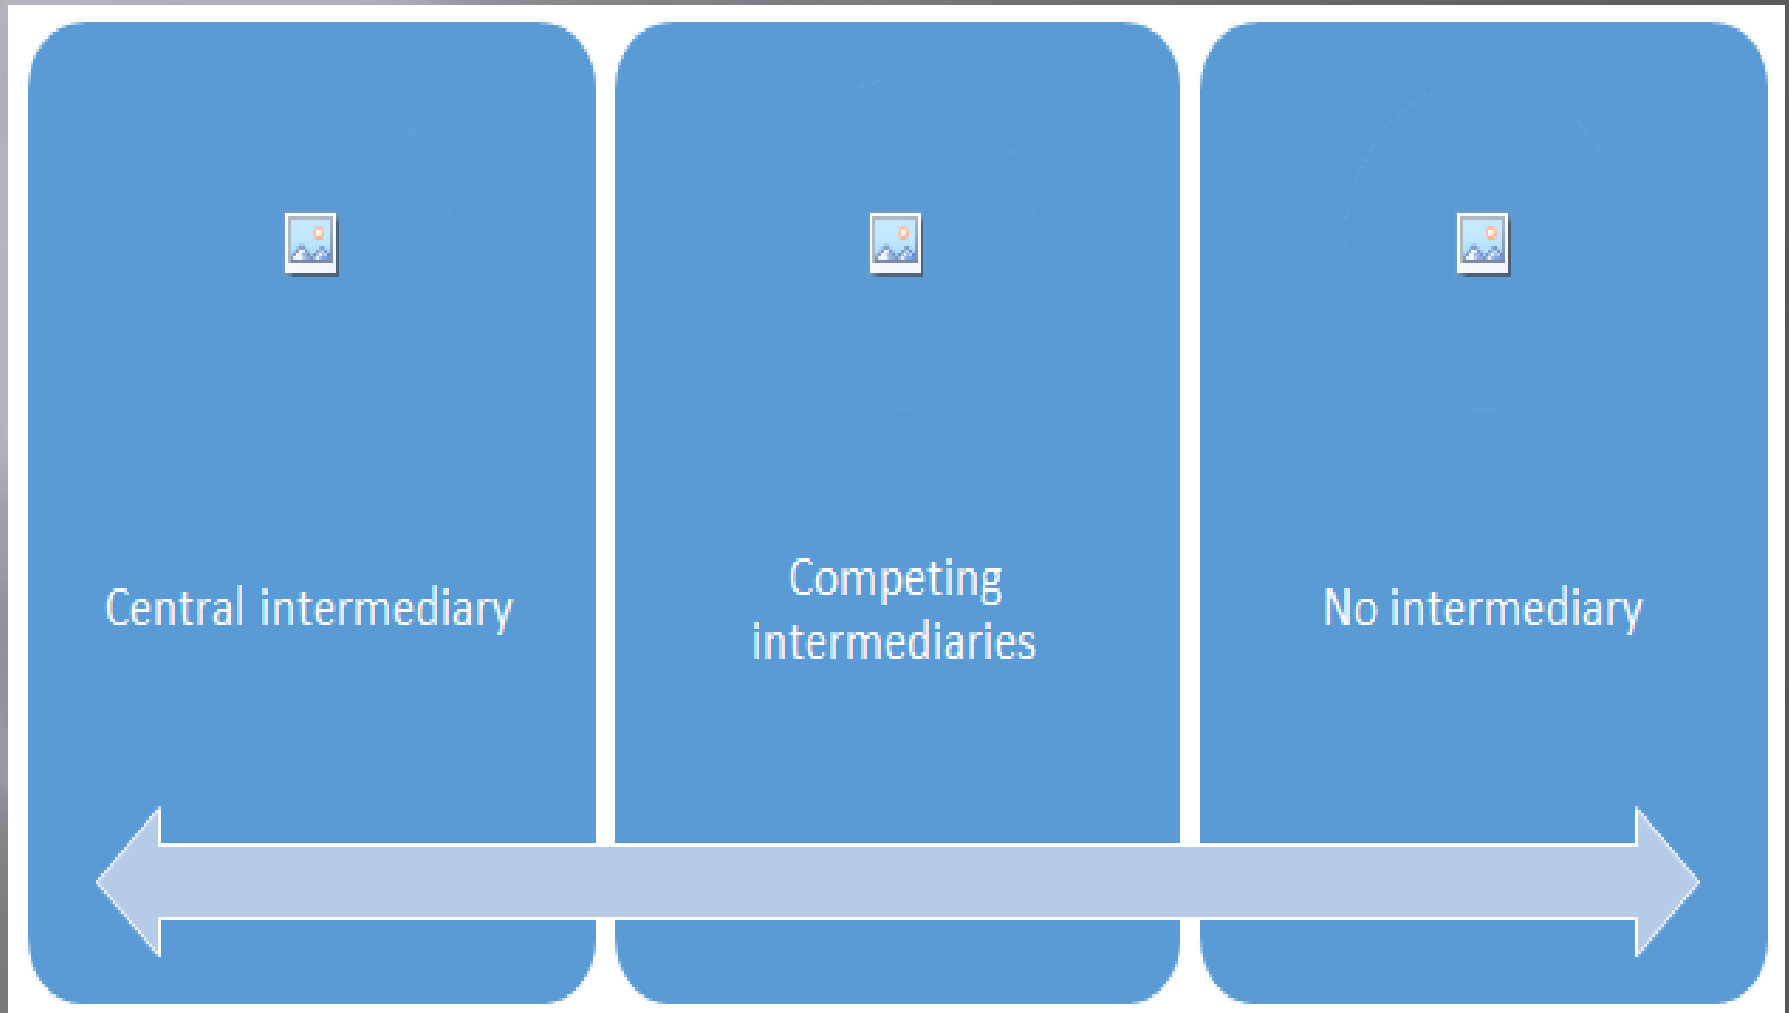 Central intermediary
Competing
intermediaries
No intermediary